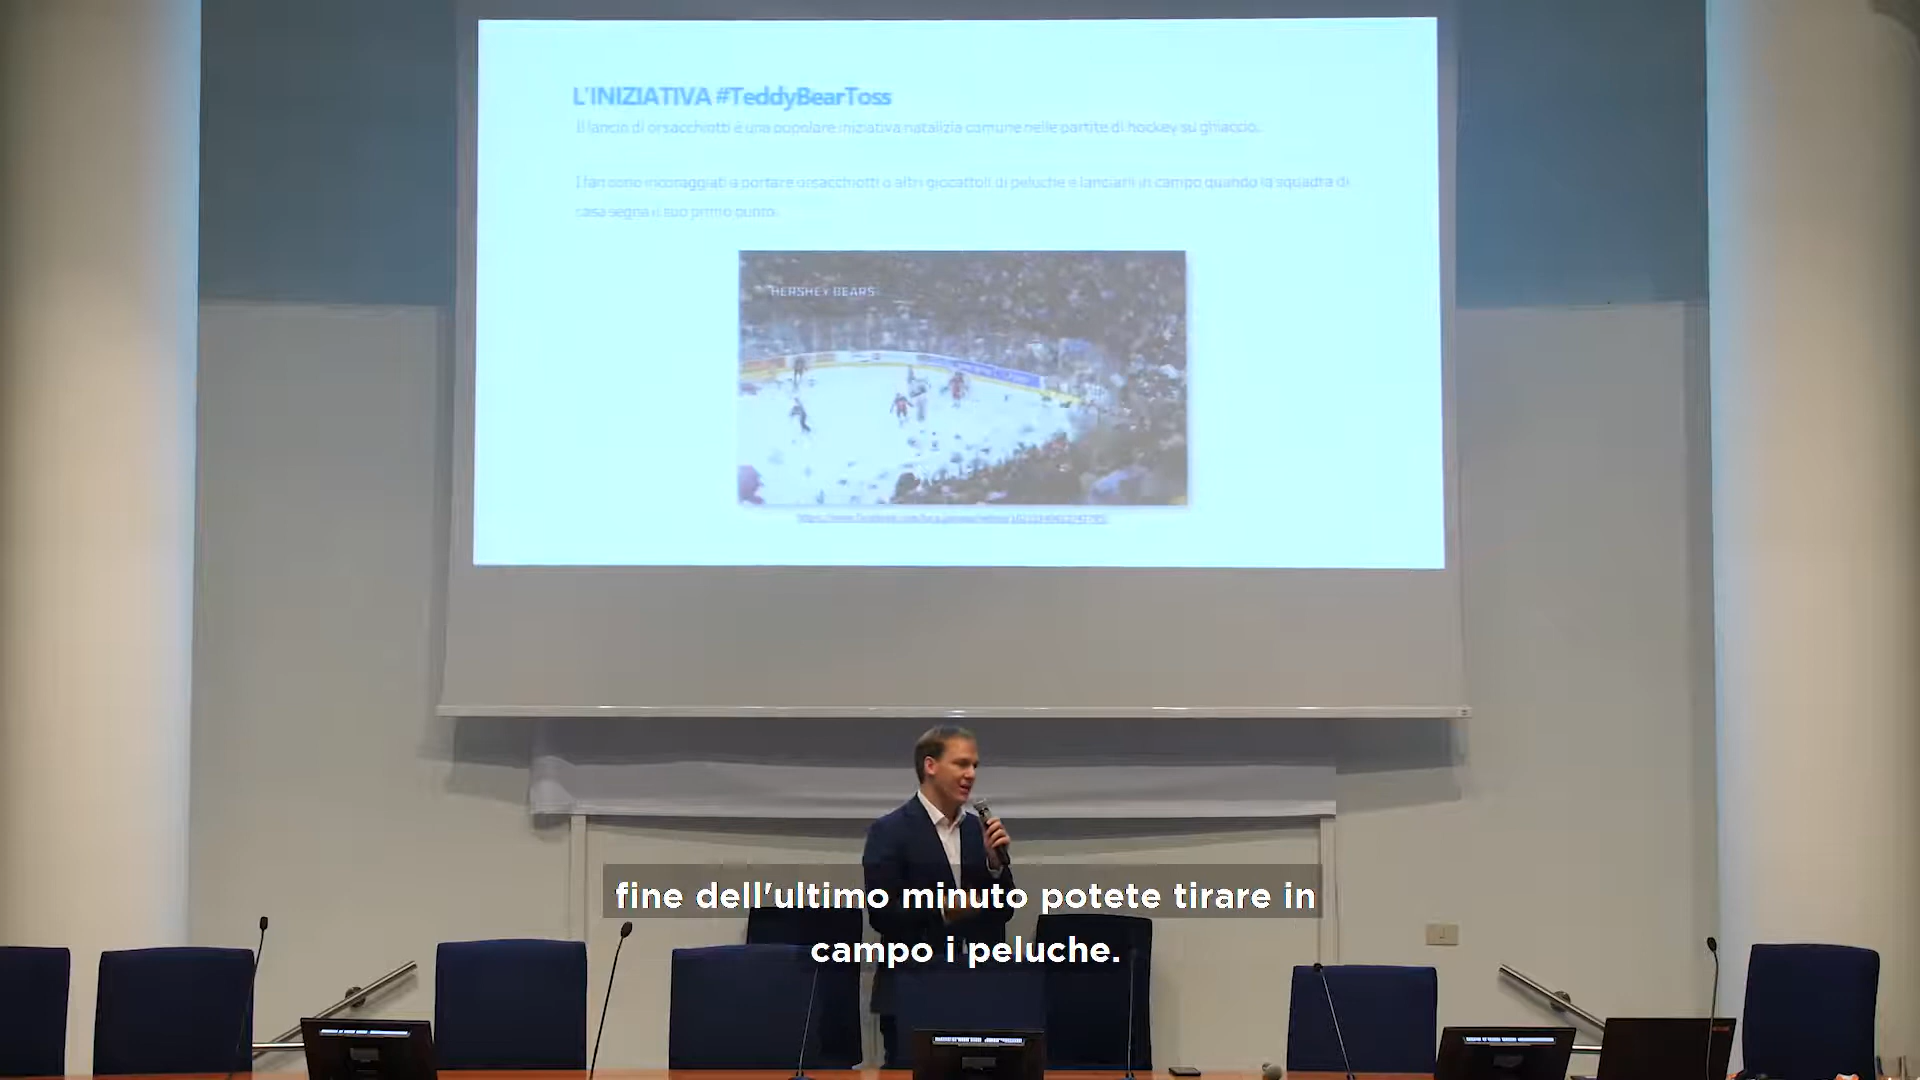 L'INIZIATIVA #TeddyBearToss
Il lancio di orsacchiotti è una popolare iniziativa natalizia comune nelle partite di hockey su ghiaccio.
I fan sono incoraggiati a portare orsacchiotti o altri giocattoli di peluche e lanciarli in campo quando la squadra di
casa segna il suo primo punto.
HERSHEY BEARS
fine dell'ultimo minuto potete tirare in
campo i peluche.